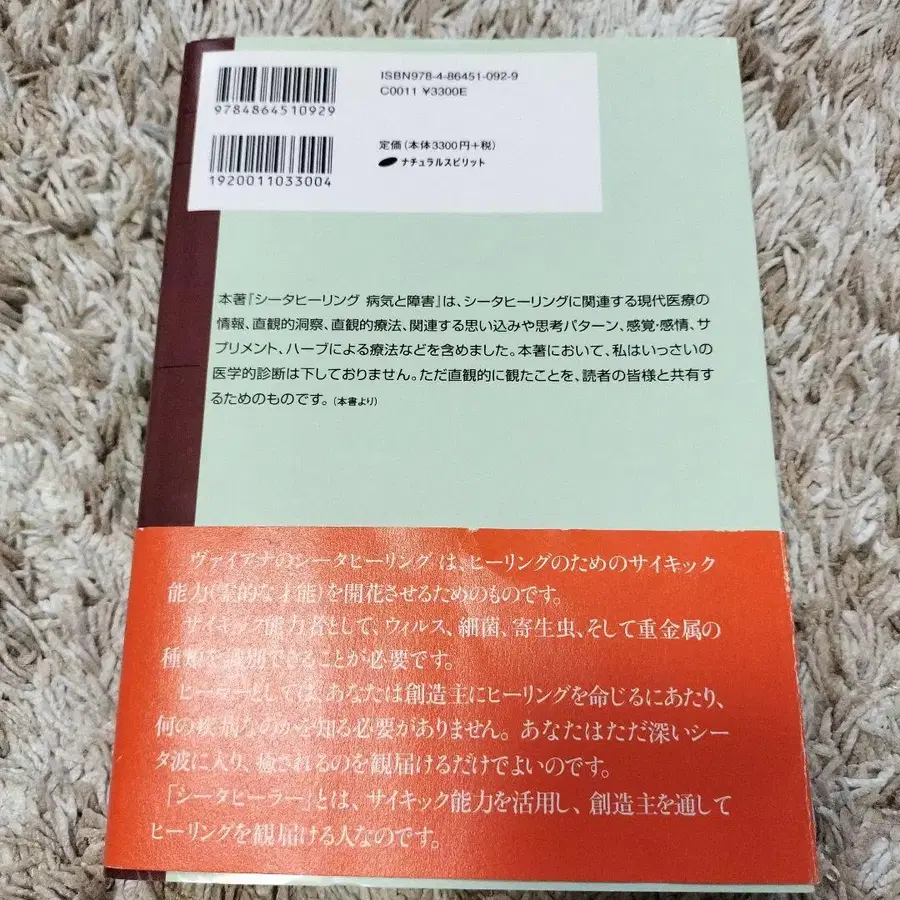 ISBN978-4-86451-092-9
C0011 ¥3300E
9784864510929
定価(本体3300円+税)
ナチュラルスピリット
1920011033004
本著『シータヒーリング 病気と障害』は、シータヒーリングに関連する現代医療の
情報、直観的洞察、直観的療法、関連する思い込みや思考パターン、感覚・感情、サ
プリメント、ハーブによる療法などを含めました。本著において、私はいっさいの
医学的診断は下しておりません。ただ直観的に観たことを、読者の皆様と共有す
るためのものです。(本書より)
ヴァイアナのシータヒーリング は、ヒーリングのためのサイキック
能力(霊的な才能)を開花させるためのものです。
サイキック能力者として、ウィルス、細菌、寄生虫、そして重金属の
種類を識別できることが必要です。
ヒーラーとしては、あなたは創造主にヒーリングを命じるにあたり、
何の疾病なのかを知る必要がありません。あなたはただ深いシー
タ波に入り、癒されるのを観届けるだけでよいのです。
「シータヒーラー」とは、サイキック能力を活用し、創造主を通して
ヒーリングを観届ける人なのです。